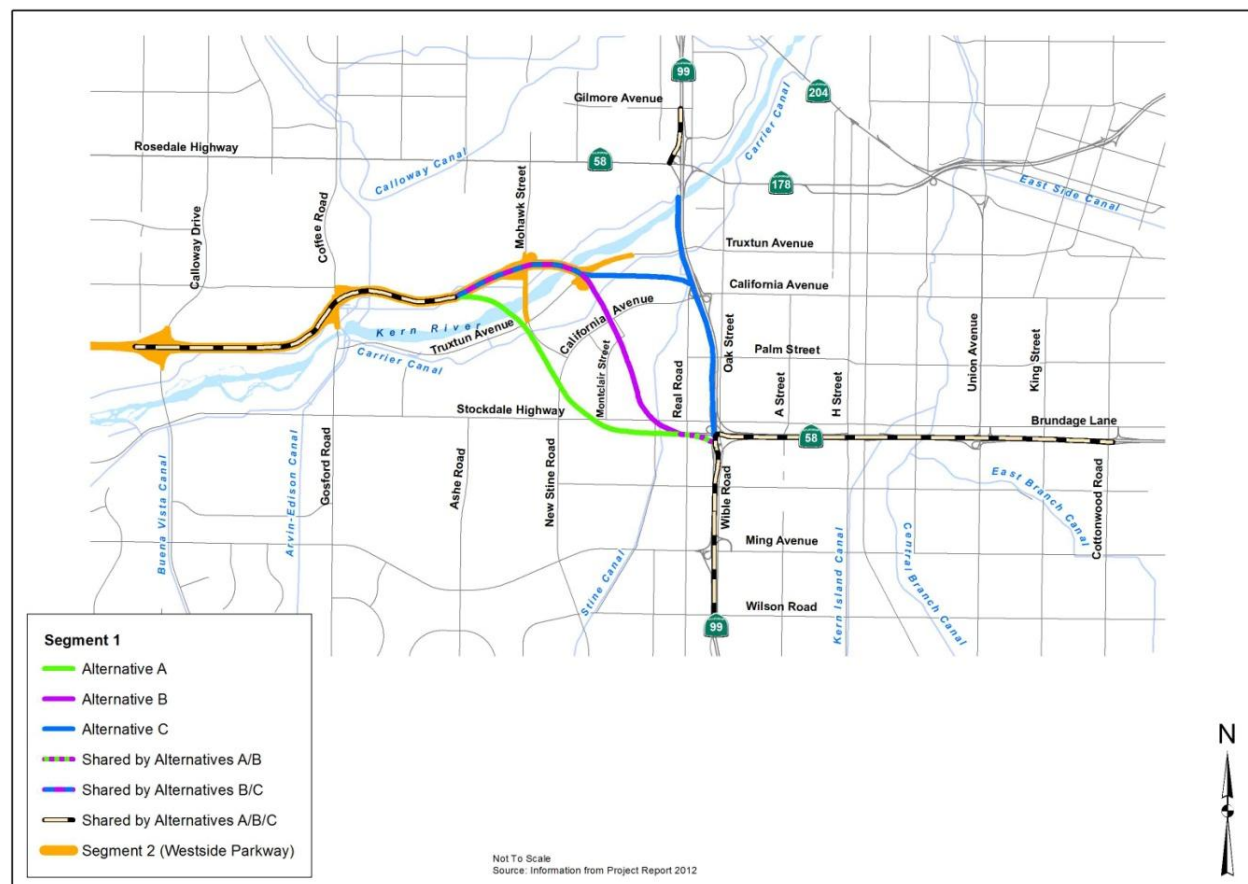 99
204
Gilmore Avenue
Carrier Canal
Rosedale Highway
58
Calloway Canal
178
East Side Canal
Calloway Drive
Coffee Road
Mohawk Street
Truxtun Avenue
California Avenue
Kern River
Truxtun Avenue
California Avenue
Carrier Canal
Montclair Street
Real Road
Oak Street
Palm Street
A Street
H Street
Union Avenue
King Street
Stockdale Highway
Brundage Lane
58
Buena Vista Canal
Arvin-Edison Canal
Gosford Road
Ashe Road
New Stine Road
Stine Canal
Wible Road
Ming Avenue
Kern Island Canal
Central Branch Canal
East Branch Canal
Cottonwood Road
Wilson Road
99
Segment 1
Alternative A
Alternative B
Alternative C
Shared by Alternatives A/B
Shared by Alternatives B/C
Shared by Alternatives A/B/C
Segment 2 (Westside Parkway)
Not To Scale
Source: Information from Project Report 2012
N